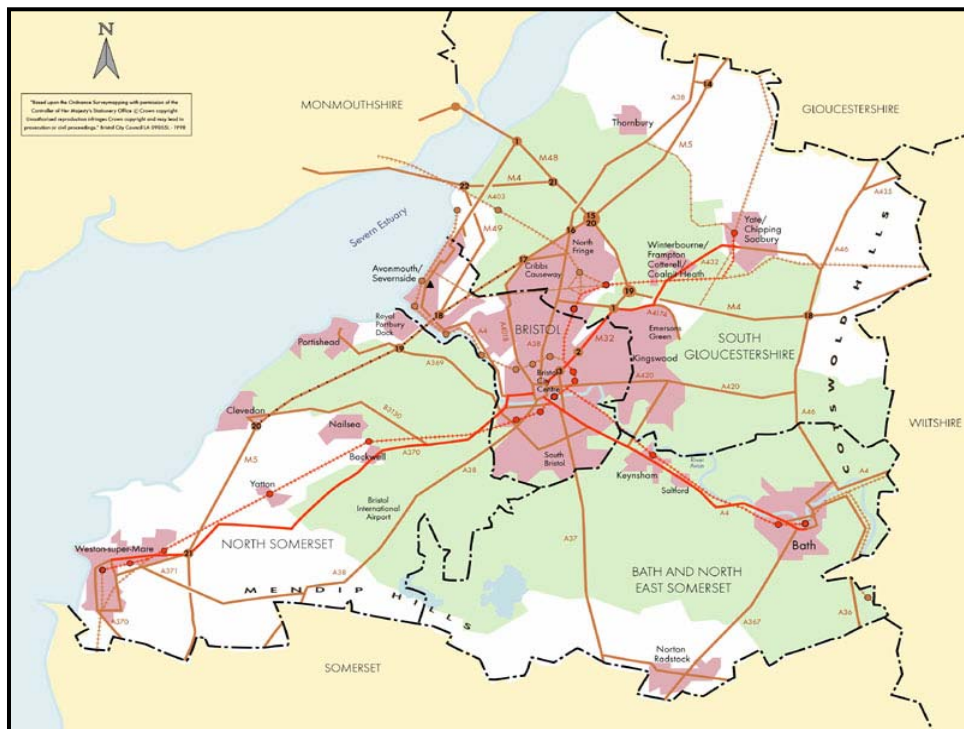 N
"Based upon the Ordnance Surveymapping with permission of the
Controller of Her Majesty's Stationery Office © Crown copyright
Unauthorised reproduction infringes Crown copyright and may lead to
prosecution or civil proceedings." Bristol City Council LA - 1998
MONMOUTHSHIRE
GLOUCESTERSHIRE
A38
14
M5
Thornbury
1
M48
M4
22
21
A403
A435
M49
15
20
16
Severn Estuary
North
Fringe
Yate/
Chipping
Sodbury
Winterbourne/
Frampton
Cotterell/
Coalpit Heath
A432
A46
17
Cribbs
Causeway
Avonmouth/
Severnside
19
M4
18
COTSWOLD HILLS
Royal
Portbury
Dock
18
A4
A4018
BRISTOL
1
A4174
Emersons
Green
SOUTH
GLOUCESTERSHIRE
Portishead
19
A369
A38
M32
2
3
Kingswood
Bristol
City
Centre
A420
A420
Clevedon
20
B3130
Nailsea
A46
WILTSHIRE
M5
Backwell
A370
A38
South
Bristol
Keynsham
River
Avon
A4
Saltford
Yatton
Bristol
International
Airport
A4
Bath
NORTH SOMERSET
A37
Weston-super-Mare
21
A371
A38
BATH AND NORTH
EAST SOMERSET
MENDIP HILLS
A36
A370
A367
Norton
Radstock
SOMERSET